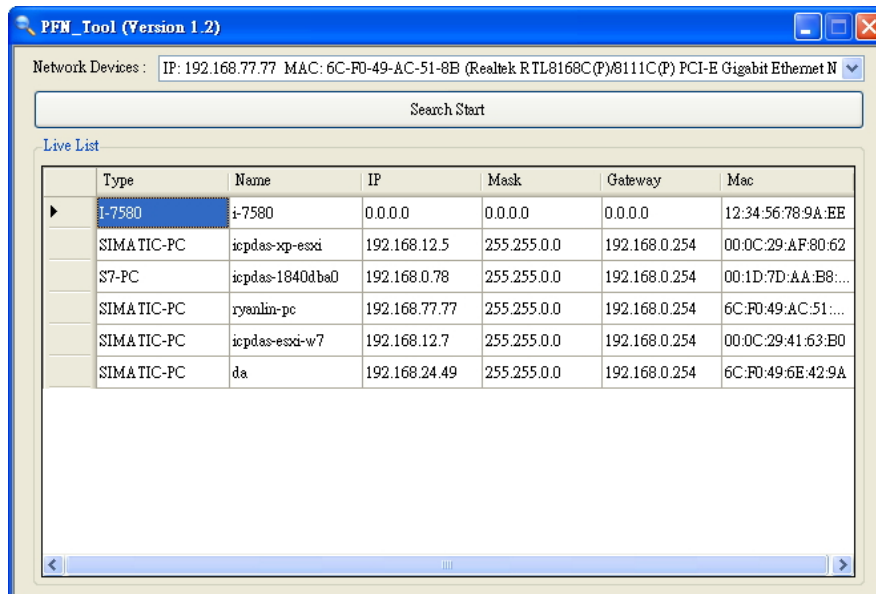 PFN_Tool (Version 1.2)
Network Devices : IP: 192.168.77.77 MAC: 6C-F0-49-AC-51-8B (Realtek RTL8168C(P)/8111C(P) PCI-E Gigabit Ethernet N
Search Start
Live List
Type Name IP Mask Gateway Mac
I-7580 i-7580 0.0.0.0 0.0.0.0 0.0.0.0 12:34:56:78:9A:EE
SIMATIC-PC icpdas-xp-esxi 192.168.12.5 255.255.0.0 192.168.0.254 00:0C:29:AF:80:62
S7-PC icpdas-1840dba0 192.168.0.78 255.255.0.0 192.168.0.254 00:1D:7D:AA:B8:...
SIMATIC-PC ryanlin-pc 192.168.77.77 255.255.0.0 192.168.0.254 6C:F0:49:AC:51:...
SIMATIC-PC icpdas-esxi-w7 192.168.12.7 255.255.0.0 192.168.0.254 00:0C:29:41:63:B0
SIMATIC-PC da 192.168.24.49 255.255.0.0 192.168.0.254 6C:F0:49:6E:42:9A